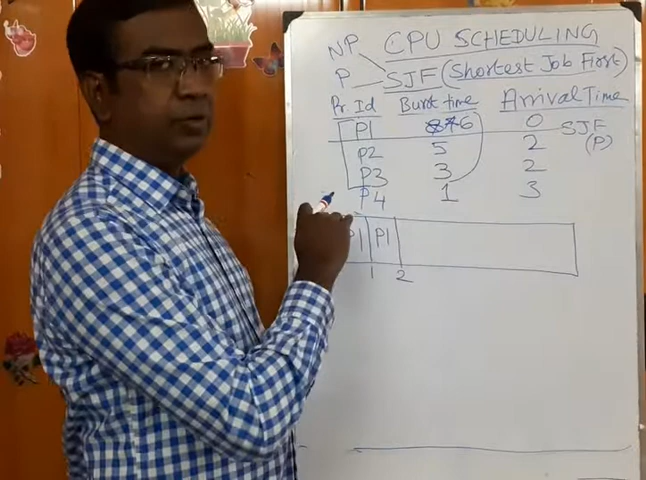 NP CPU SCHEDULING
P SJF (Shortest Job First)
Pr. Id Burst time Arrival Time
P1 8 7 6 0 SJF
P2 5 2 (P)
P3 3 2
P4 1 3
P1 P1
1 2